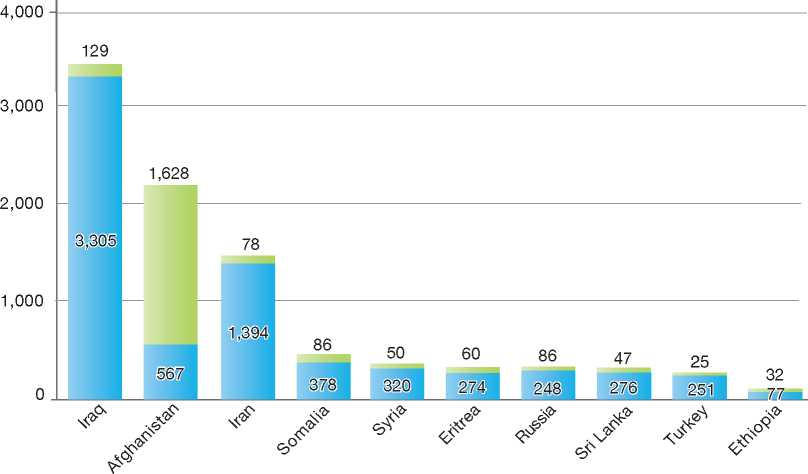 4,000
129
3,000
1,628
2,000
3,305
78
1,000
1,394
567
86
378
50
320
60
274
86
248
47
276
25
251
32
77
0
Iraq
Afghanistan
Iran
Somalia
Syria
Eritrea
Russia
Sri Lanka
Turkey
Ethiopia